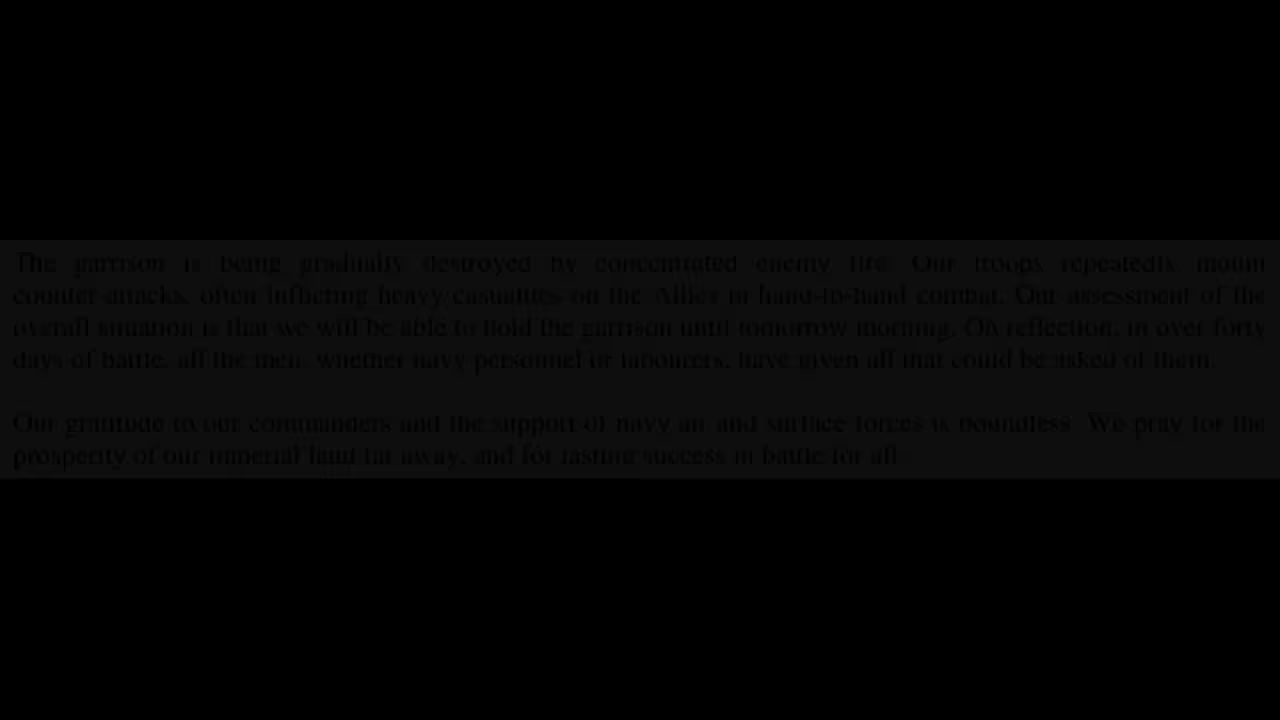 The garrison is being gradually destroyed by concentrated enemy fire. Our troops repeatedly mount
counter-attacks, often inflicting heavy casualties on the Allies in hand-to-hand combat. Our assessment of the
overall situation is that we will be able to hold the garrison until tomorrow morning. On reflection, in over forty
days of battle, all the men, whether navy personnel or labourers, have given all that could be asked of them.
Our gratitude to our commanders and the support of navy air and surface forces is boundless. We pray for the
prosperity of our imperial land far away, and for lasting success in battle for all.